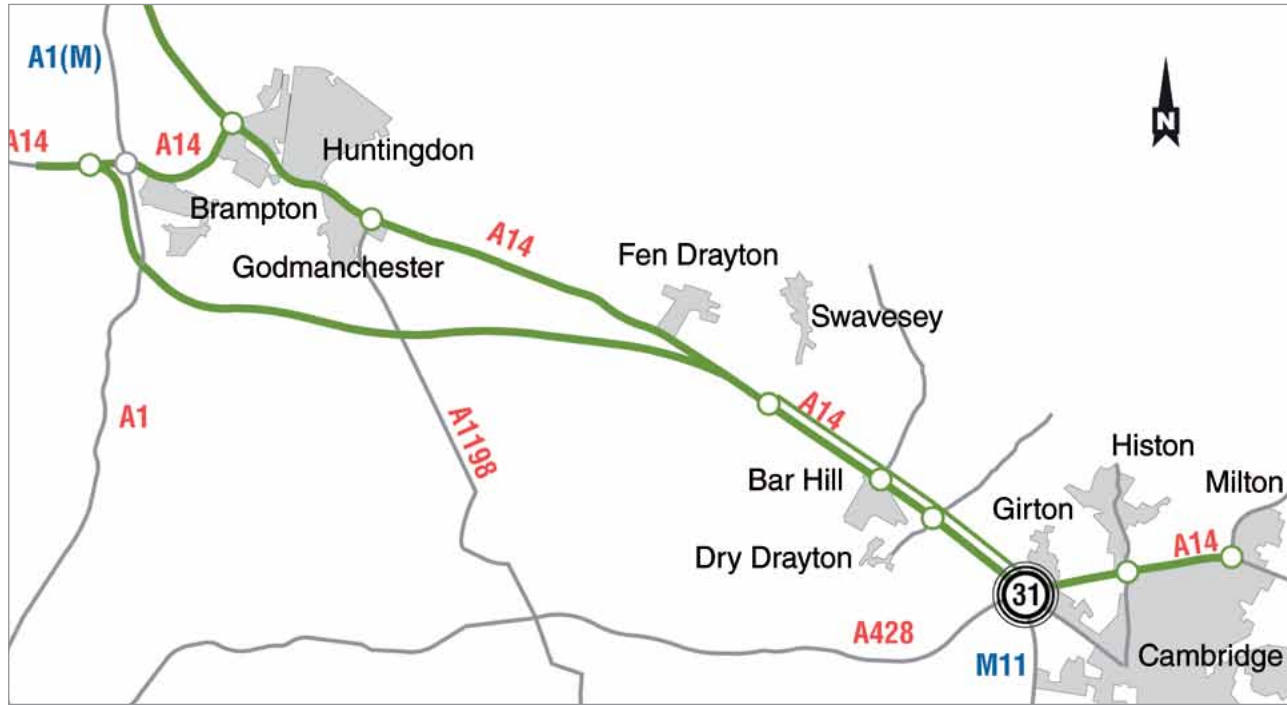 A1(M)
A14
A14
Huntingdon
N
Brampton
A14
Godmanchester
Fen Drayton
Swavesey
A1
A1198
A14
Bar Hill
Histon
Milton
Girton
A14
Dry Drayton
31
A428
M11
Cambridge